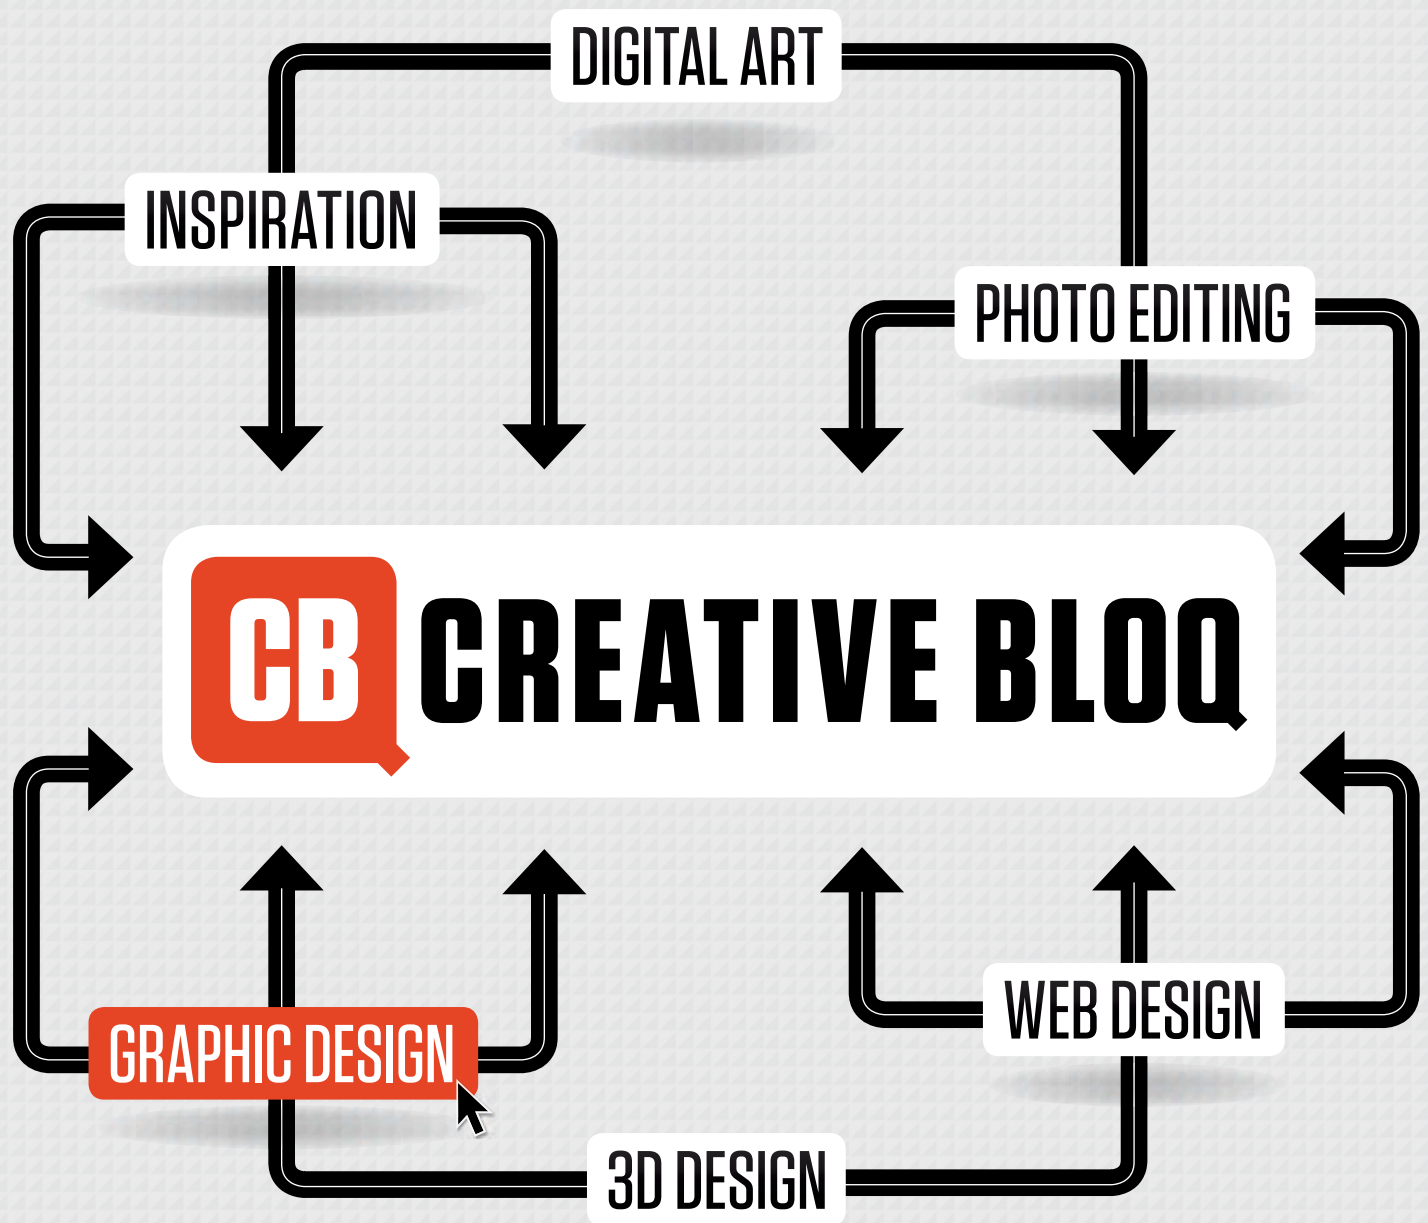 DIGITAL ART
INSPIRATION
PHOTO EDITING
CB CREATIVE BLOQ
GRAPHIC DESIGN
WEB DESIGN
3D DESIGN